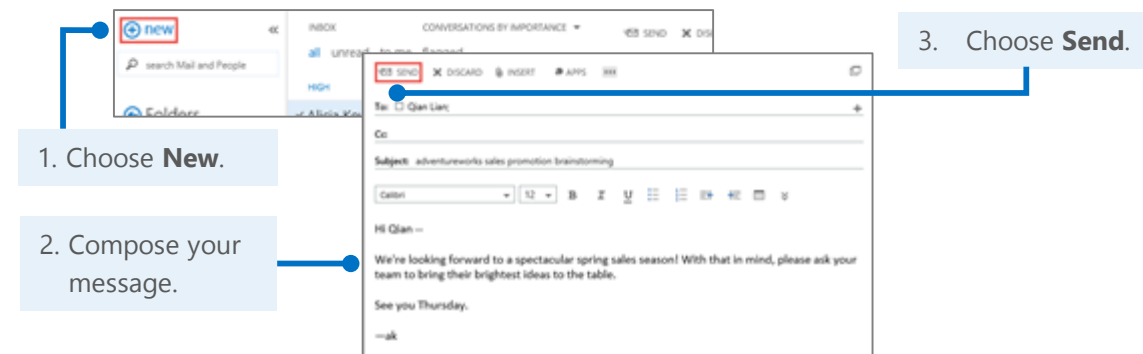 new
«
INBOX
CONVERSATIONS BY IMPORTANCE
SEND
all unread to me flagged
search Mail and People
HIGH
Folders
Alicia
SEND DISCARD INSERT APPS
To: Qian Lian;
+
Cc:
Subject: adventureworks sales promotion brainstorming
Calibri 12 B I U
Hi Qian —
We're looking forward to a spectacular spring sales season! With that in mind, please ask your
team to bring their brightest ideas to the table.
See you Thursday.
—ak
1. Choose New.
2. Compose your
message.
3. Choose Send.